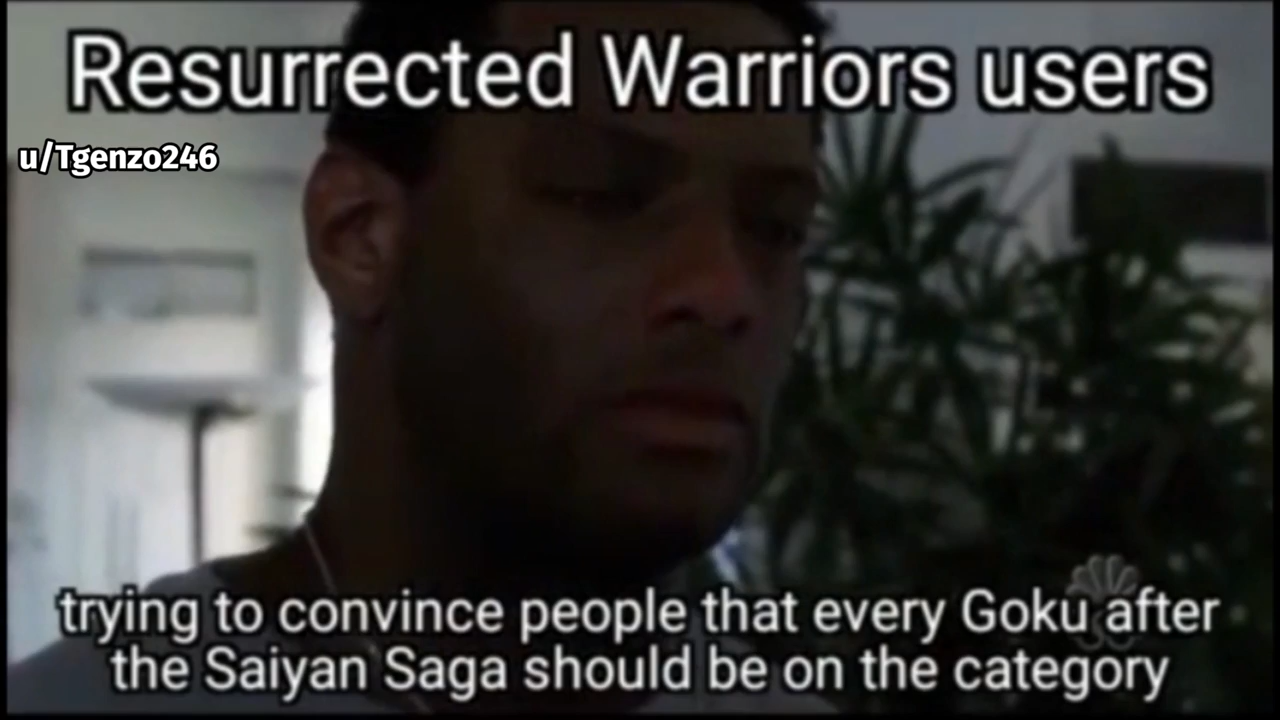 Resurrected Warriors users
u/Tgenzo246
trying to convince people that every Goku after
the Saiyan Saga should be on the category